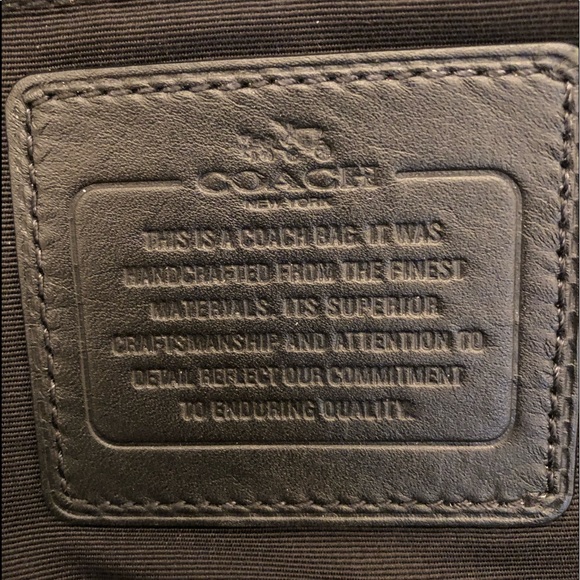 COACH
NEW YORK
THIS IS A COACH BAG. IT WAS
HANDCRAFTED FROM THE FINEST
MATERIALS. ITS SUPERIOR
CRAFTSMANSHIP AND ATTENTION TO
DETAIL REFLECT OUR COMMITMENT
TO ENDURING QUALITY.